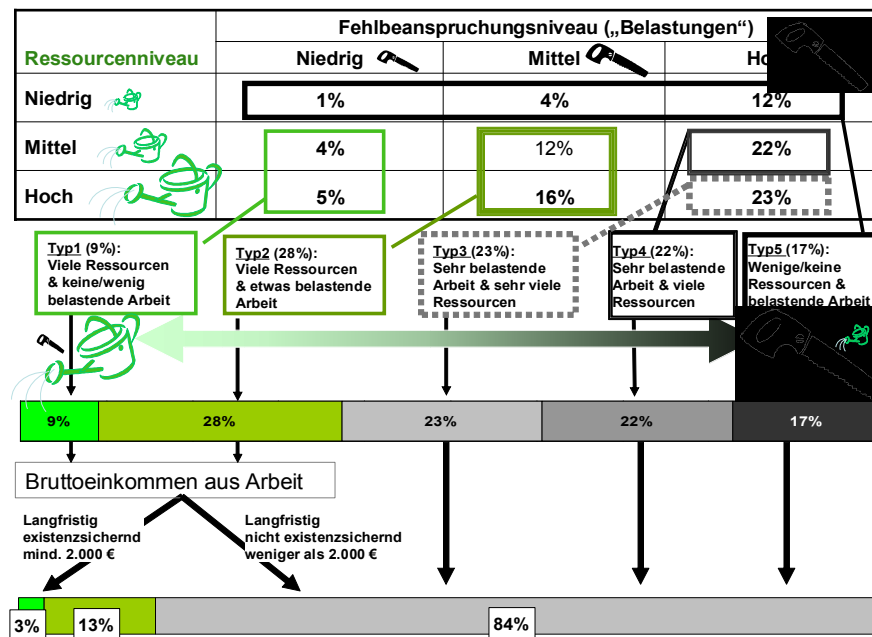 Fehlbeanspruchungsniveau („Belastungen“)
Ressourcenniveau
Niedrig
Mittel
Niedrig
1%
4%
12%
Mittel
4%
12%
22%
Hoch
5%
16%
23%
Typ1 (9%):
Viele Ressourcen
& keine/wenig
belastende Arbeit
Typ2 (28%):
Viele Ressourcen
& etwas belastende
Arbeit
Typ3 (23%):
Sehr belastende
Arbeit & sehr viele
Ressourcen
Typ4 (22%):
Sehr belastende
Arbeit & viele
Ressourcen
Typ5 (17%):
Wenige/keine
Ressourcen &
belastende Arbeit
9%
28%
23%
22%
17%
Bruttoeinkommen aus Arbeit
Langfristig
existenzsichernd
mind. 2.000 €
Langfristig
nicht existenzsichernd
weniger als 2.000 €
3%
13%
84%